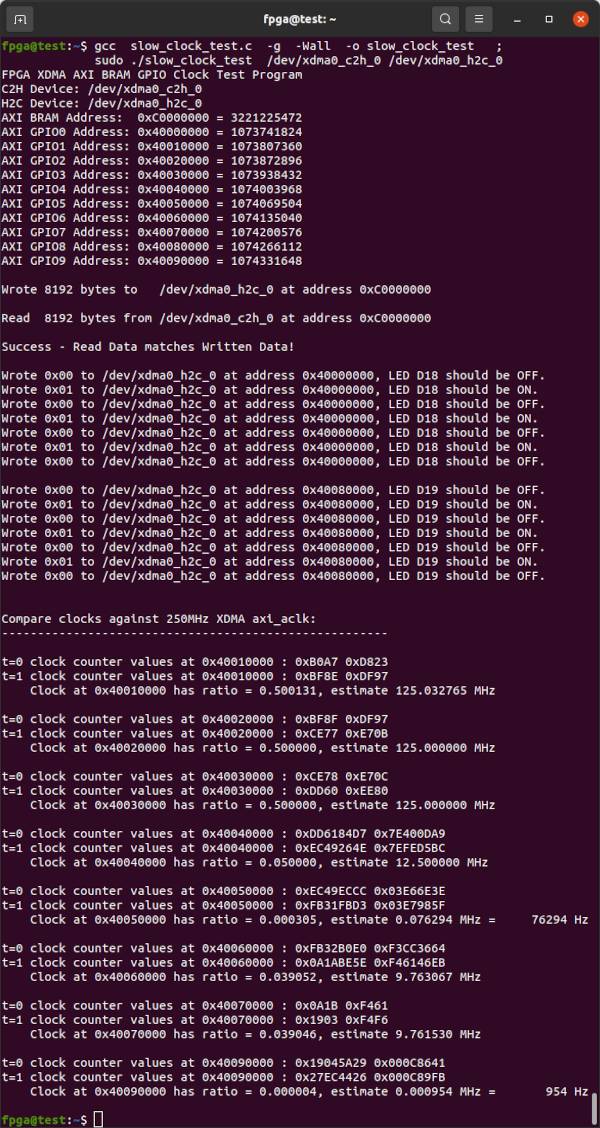 fpga@test: ~
fpga@test:~$ gcc  slow_clock_test.c  -g  -Wall  -o slow_clock_test   ;
             sudo ./slow_clock_test  /dev/xdma0_c2h_0 /dev/xdma0_h2c_0
FPGA XDMA AXI BRAM GPIO Clock Test Program
C2H Device: /dev/xdma0_c2h_0
H2C Device: /dev/xdma0_h2c_0
AXI BRAM Address:  0xC0000000 = 3221225472
AXI GPIO0 Address: 0x40000000 = 1073741824
AXI GPIO1 Address: 0x40010000 = 1073807360
AXI GPIO2 Address: 0x40020000 = 1073872896
AXI GPIO3 Address: 0x40030000 = 1073938432
AXI GPIO4 Address: 0x40040000 = 1074003968
AXI GPIO5 Address: 0x40050000 = 1074069504
AXI GPIO6 Address: 0x40060000 = 1074135040
AXI GPIO7 Address: 0x40070000 = 1074200576
AXI GPIO8 Address: 0x40080000 = 1074266112
AXI GPIO9 Address: 0x40090000 = 1074331648
Wrote 8192 bytes to   /dev/xdma0_h2c_0 at address 0xC0000000
Read  8192 bytes from /dev/xdma0_c2h_0 at address 0xC0000000
Success - Read Data matches Written Data!
Wrote 0x00 to /dev/xdma0_h2c_0 at address 0x40000000, LED D18 should be OFF.
Wrote 0x01 to /dev/xdma0_h2c_0 at address 0x40000000, LED D18 should be ON.
Wrote 0x00 to /dev/xdma0_h2c_0 at address 0x40000000, LED D18 should be OFF.
Wrote 0x01 to /dev/xdma0_h2c_0 at address 0x40000000, LED D18 should be ON.
Wrote 0x00 to /dev/xdma0_h2c_0 at address 0x40000000, LED D18 should be OFF.
Wrote 0x01 to /dev/xdma0_h2c_0 at address 0x40000000, LED D18 should be ON.
Wrote 0x00 to /dev/xdma0_h2c_0 at address 0x40000000, LED D18 should be OFF.
Wrote 0x00 to /dev/xdma0_h2c_0 at address 0x40080000, LED D19 should be OFF.
Wrote 0x01 to /dev/xdma0_h2c_0 at address 0x40080000, LED D19 should be ON.
Wrote 0x00 to /dev/xdma0_h2c_0 at address 0x40080000, LED D19 should be OFF.
Wrote 0x01 to /dev/xdma0_h2c_0 at address 0x40080000, LED D19 should be ON.
Wrote 0x00 to /dev/xdma0_h2c_0 at address 0x40080000, LED D19 should be OFF.
Wrote 0x01 to /dev/xdma0_h2c_0 at address 0x40080000, LED D19 should be ON.
Wrote 0x00 to /dev/xdma0_h2c_0 at address 0x40080000, LED D19 should be OFF.
Compare clocks against 250MHz XDMA axi_aclk:
------------------------------------------------------
t=0 clock counter values at 0x40010000 : 0xB0A7 0xD823
t=1 clock counter values at 0x40010000 : 0xBF8E 0xDF97
    Clock at 0x40010000 has ratio = 0.500131, estimate 125.032765 MHz
t=0 clock counter values at 0x40020000 : 0xBF8F 0xDF97
t=1 clock counter values at 0x40020000 : 0xCE77 0xE70B
    Clock at 0x40020000 has ratio = 0.500000, estimate 125.000000 MHz
t=0 clock counter values at 0x40030000 : 0xCE78 0xE70C
t=1 clock counter values at 0x40030000 : 0xDD60 0xEE80
    Clock at 0x40030000 has ratio = 0.500000, estimate 125.000000 MHz
t=0 clock counter values at 0x40040000 : 0xDD6184D7 0x7E400DA9
t=1 clock counter values at 0x40040000 : 0xEC49264E 0x7EFED5BC
    Clock at 0x40040000 has ratio = 0.050000, estimate 12.500000 MHz
t=0 clock counter values at 0x40050000 : 0xEC49ECCC 0x03E66E3E
t=1 clock counter values at 0x40050000 : 0xFB31FBD3 0x03E7985F
    Clock at 0x40050000 has ratio = 0.000305, estimate 0.076294 MHz =     76294 Hz
t=0 clock counter values at 0x40060000 : 0xFB32B0E0 0xF3CC3664
t=1 clock counter values at 0x40060000 : 0x0A1ABE5E 0xF46146EB
    Clock at 0x40060000 has ratio = 0.039052, estimate 9.763067 MHz
t=0 clock counter values at 0x40070000 : 0x0A1B 0xF461
t=1 clock counter values at 0x40070000 : 0x1903 0xF4F6
    Clock at 0x40070000 has ratio = 0.039046, estimate 9.761530 MHz
t=0 clock counter values at 0x40090000 : 0x19045A29 0x000C8641
t=1 clock counter values at 0x40090000 : 0x27EC4426 0x000C89FB
    Clock at 0x40090000 has ratio = 0.000004, estimate 0.000954 MHz =       954 Hz
fpga@test:~$